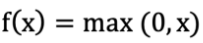 f(x) = max (0, x)